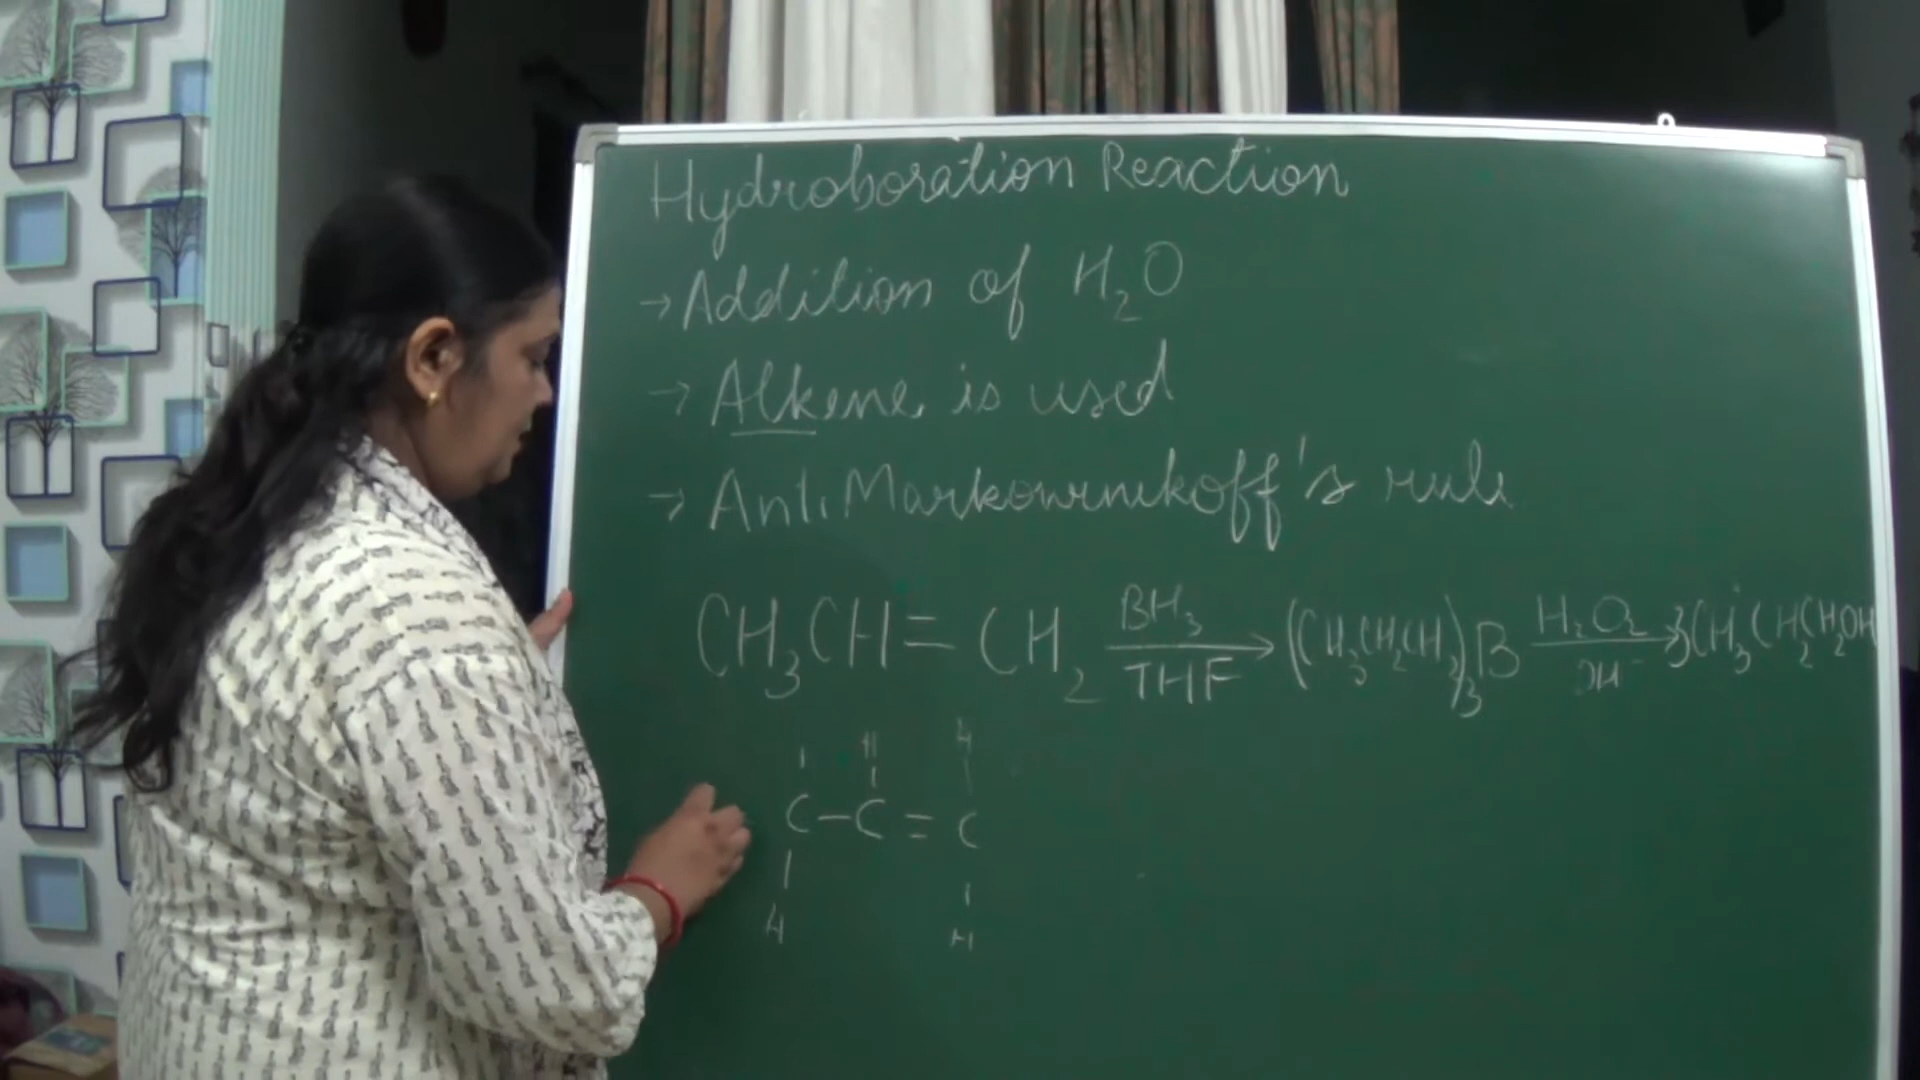 Hydroboration Reaction
→ Addition of H₂O
→ Alkene is used
→ Anti Markownikoff's rule
CH₃CH = CH₂ BH₃ THF → (CH₃CH₂CH₂)₃B H₂O₂ OH⁻ → 3CH₃CH₂CH₂OH
H H
C – C = C
H H